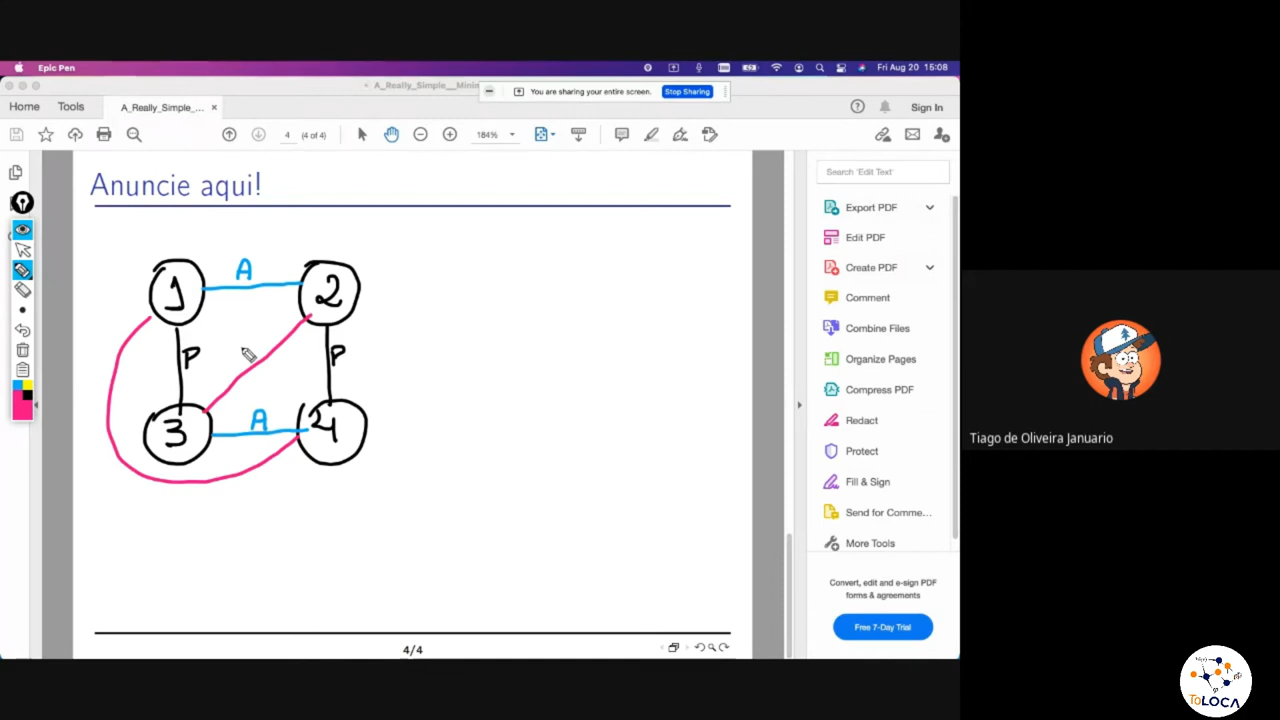 Epic Pen
Fri Aug 20 15:08
A_Really_Simple__Minin
You are sharing your entire screen.
Stop Sharing
Home
Tools
A_Really_Simple_...
Sign In
4
(4 of 4)
184%
Anuncie aqui!
1
A
2
P
P
3
A
4
4/4
Search 'Edit Text'
Export PDF
Edit PDF
Create PDF
Comment
Combine Files
Organize Pages
Compress PDF
Redact
Protect
Fill & Sign
Send for Comme...
More Tools
Convert, edit and e-sign PDF
forms & agreements
Free 7-Day Trial
Tiago de Oliveira Januario
ToLOCA